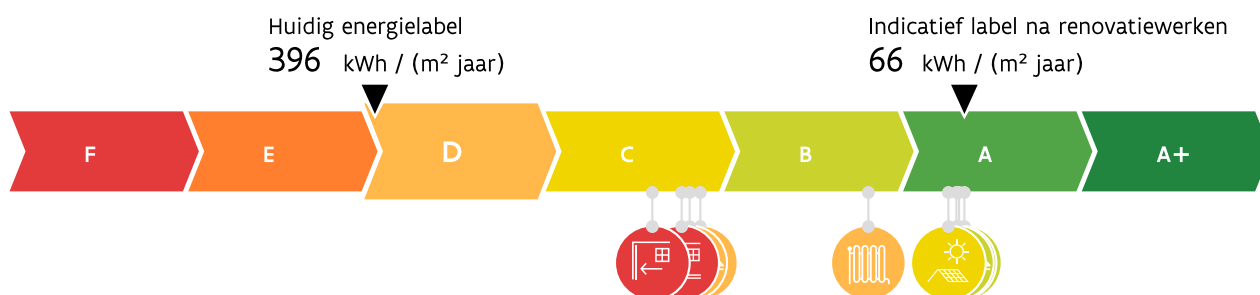 Huidig energielabel
396 kWh / (m² jaar)
Indicatief label na renovatiewerken
66 kWh / (m² jaar)
F E D C B A A+